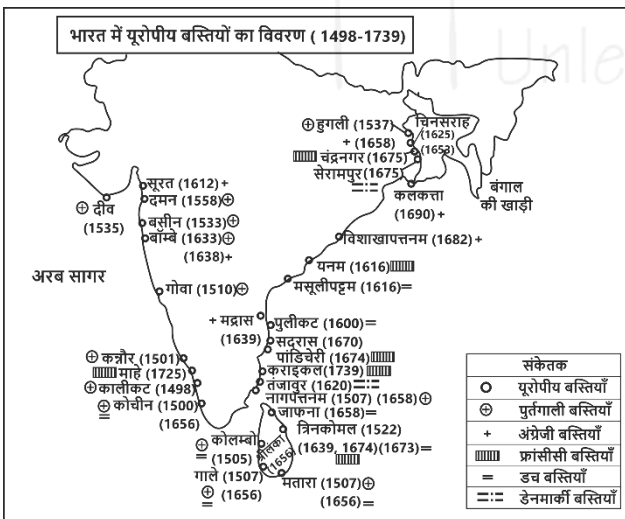 भारत में यूरोपीय बस्तियों का विवरण ( 1498-1739)
Unle
हुगली (1537)
चिनसराह
(1625)
+ (1658)
(1653)
चंद्रनगर (1675)
सेरामपुर (1675)
कलकत्ता
(1690) +
बंगाल
की खाड़ी
सूरत (1612) +
दमन (1558)
दीव
(1535)
बसीन (1533)
बॉम्बे (1633)
(1638) +
विशाखापत्तनम (1682) +
यनम (1616)
मसूलीपट्टम (1616) =
अरब सागर
गोवा (1510)
+ मद्रास
(1639)
पुलीकट (1600) =
सद्रास (1670)
पांडिचेरी (1674)
कराइकल (1739)
तंजावुर (1620)
नागपत्तनम (1507) (1658)
जाफना (1658) =
त्रिनकोमल (1522)
(1639, 1674) (1673) =
कन्नौर (1501)
माहे (1725)
कालीकट (1498)
कोचीन (1500)
(1656)
कोलम्बो
(1505)
श्रीलंका
(1656)
गाले (1507)
(1656)
मतारा (1507)
(1656) =
संकेतक
यूरोपीय बस्तियाँ
पुर्तगाली बस्तियाँ
+ अंग्रेजी बस्तियाँ
फ्रांसीसी बस्तियाँ
= डच बस्तियाँ
डेनमार्की बस्तियाँ